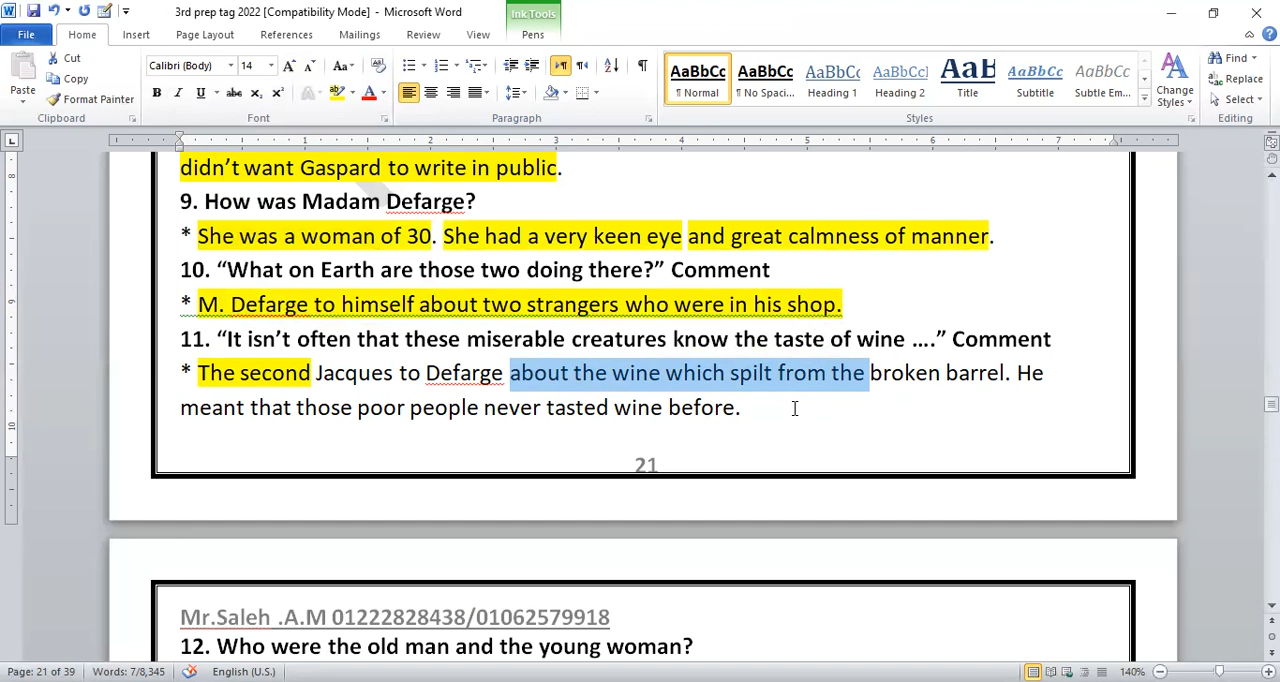 3rd prep tag 2022 [Compatibility Mode] - Microsoft Word
Ink Tools
File Home Insert Page Layout References Mailings Review View Pens
Cut
Copy
Format Painter
Paste
Clipboard
Calibri (Body) 14
Font
Paragraph
AaBbCc AaBbCc AaBbCc AaBbCcI AaB AaBbCc AaBbCc
¶ Normal ¶ No Spaci... Heading 1 Heading 2 Title Subtitle Subtle Em...
Change Styles
Styles
Find
Replace
Select
Editing
1 2 3 4 5 6 7
didn't want Gaspard to write in public.
9. How was Madam Defarge?
* She was a woman of 30. She had a very keen eye and great calmness of manner.
10. “What on Earth are those two doing there?” Comment
* M. Defarge to himself about two strangers who were in his shop.
11. “It isn’t often that these miserable creatures know the taste of wine ….” Comment
* The second Jacques to Defarge about the wine which spilt from the broken barrel. He
meant that those poor people never tasted wine before.
21
Mr.Saleh .A.M 01222828438/01062579918
12. Who were the old man and the young woman?
Page: 21 of 39 Words: 7/8,345 English (U.S.) 140%